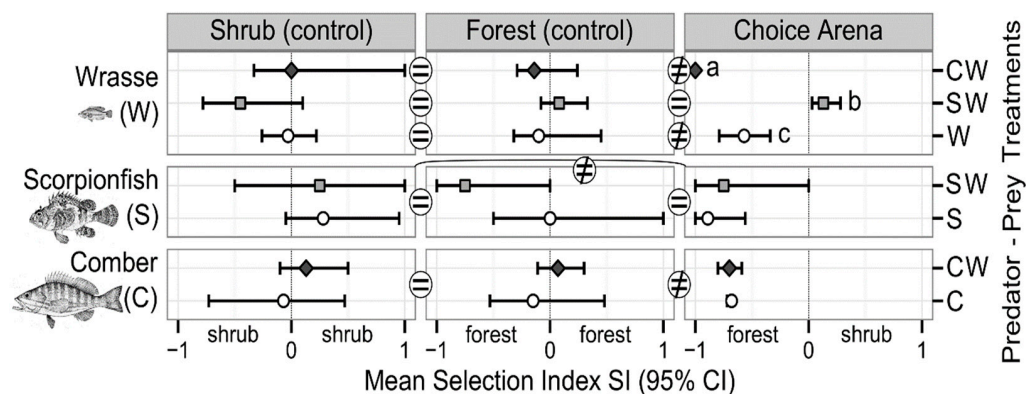 Shrub (control) Forest (control) Choice Arena
Wrasse
(W)
= ≠ a CW
= = b SW
= ≠ c W
Scorpionfish
(S)
≠ SW
= = S
Comber
(C)
CW
= ≠
C
Predator - Prey Treatments
−1 shrub 0 shrub 1 −1 forest 0 forest 1 −1 forest 0 shrub 1
Mean Selection Index SI (95% CI)